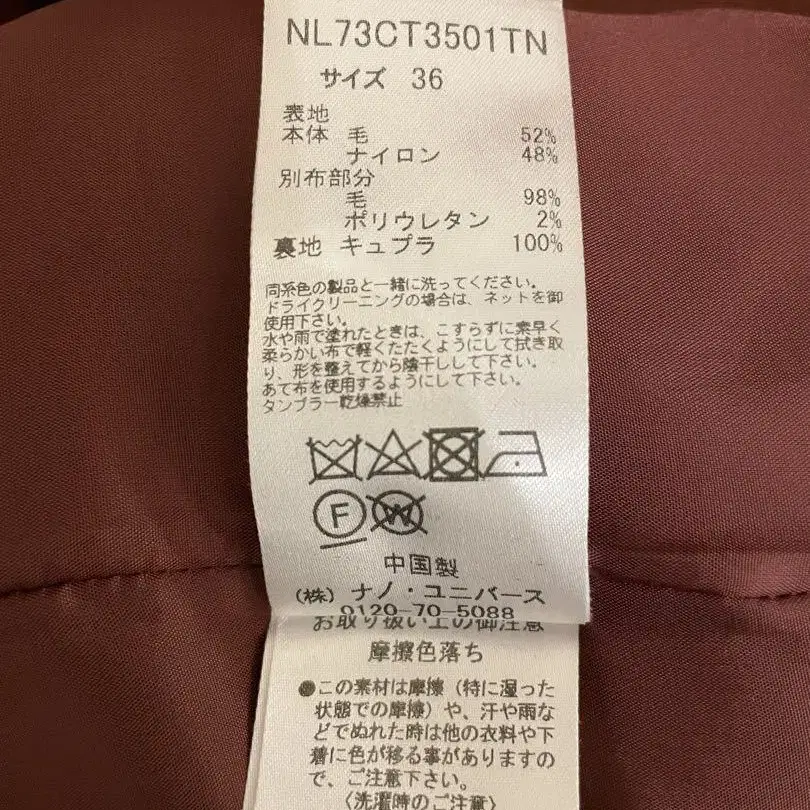 NL73CT3501TN
サイズ 36
表地
本体 毛 52%
ナイロン 48%
別布部分
毛 98%
ポリウレタン 2%
裏地 キュプラ 100%
同系色の製品と一緒に洗ってください。
ドライクリーニングの場合は、ネットを御
使用下さい。
水や雨で塗れたときは、こすらずに素早く
柔らかい布で軽くたたくようにして拭き取
り、形を整えてから陰干しして下さい。
あて布を使用するようにして下さい。
タンブラー乾燥禁止
F W
中国製
(株) ナノ・ユニバース
0120-70-5088
お取り扱い上の御注意
摩擦色落ち
●この素材は摩擦(特に湿った
状態での摩擦)や、汗や雨な
どでぬれた時は他の衣料や下
着に色が移る事がありますの
で、ご注意下さい。
〈洗濯時のご注意〉